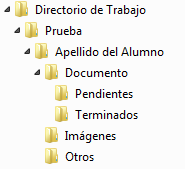 Directorio de Trabajo
Prueba
Apellido del Alumno
Documento
Pendientes
Terminados
Imágenes
Otros